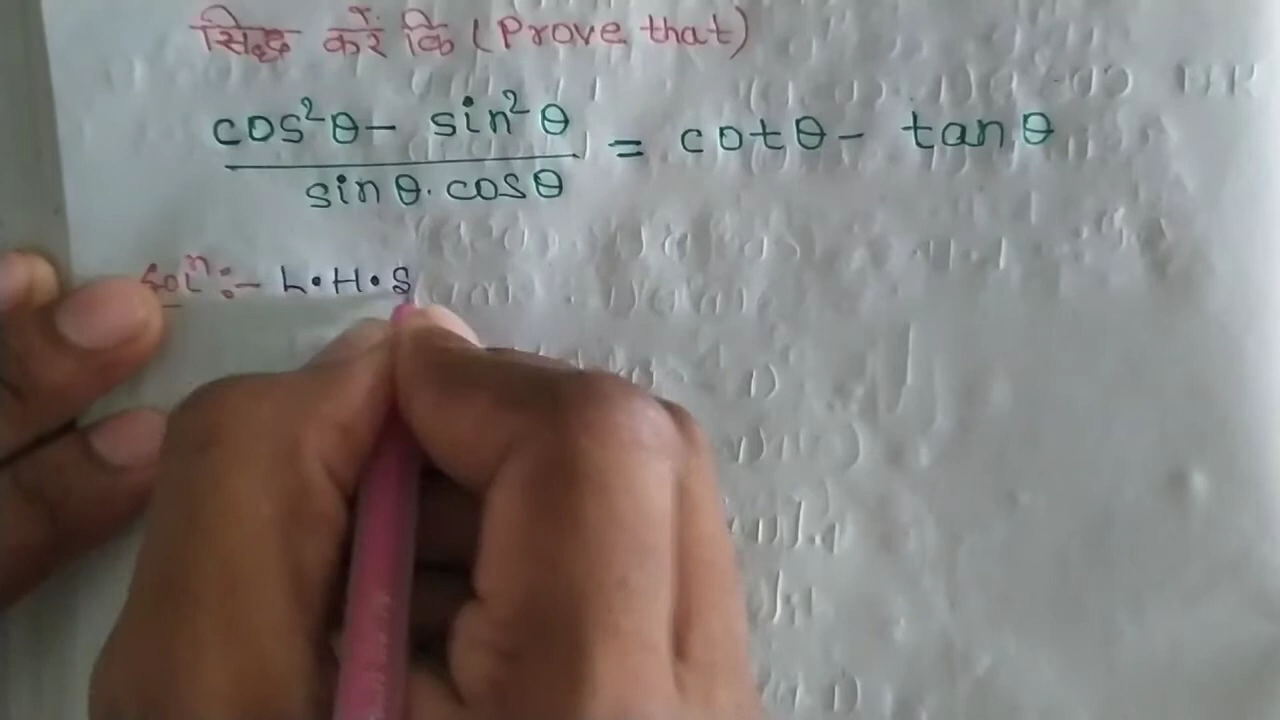 सिद्ध करें कि (Prove that)
cos²θ - sin²θ / sinθ.cosθ = cotθ - tanθ
Solⁿ:- L.H.S